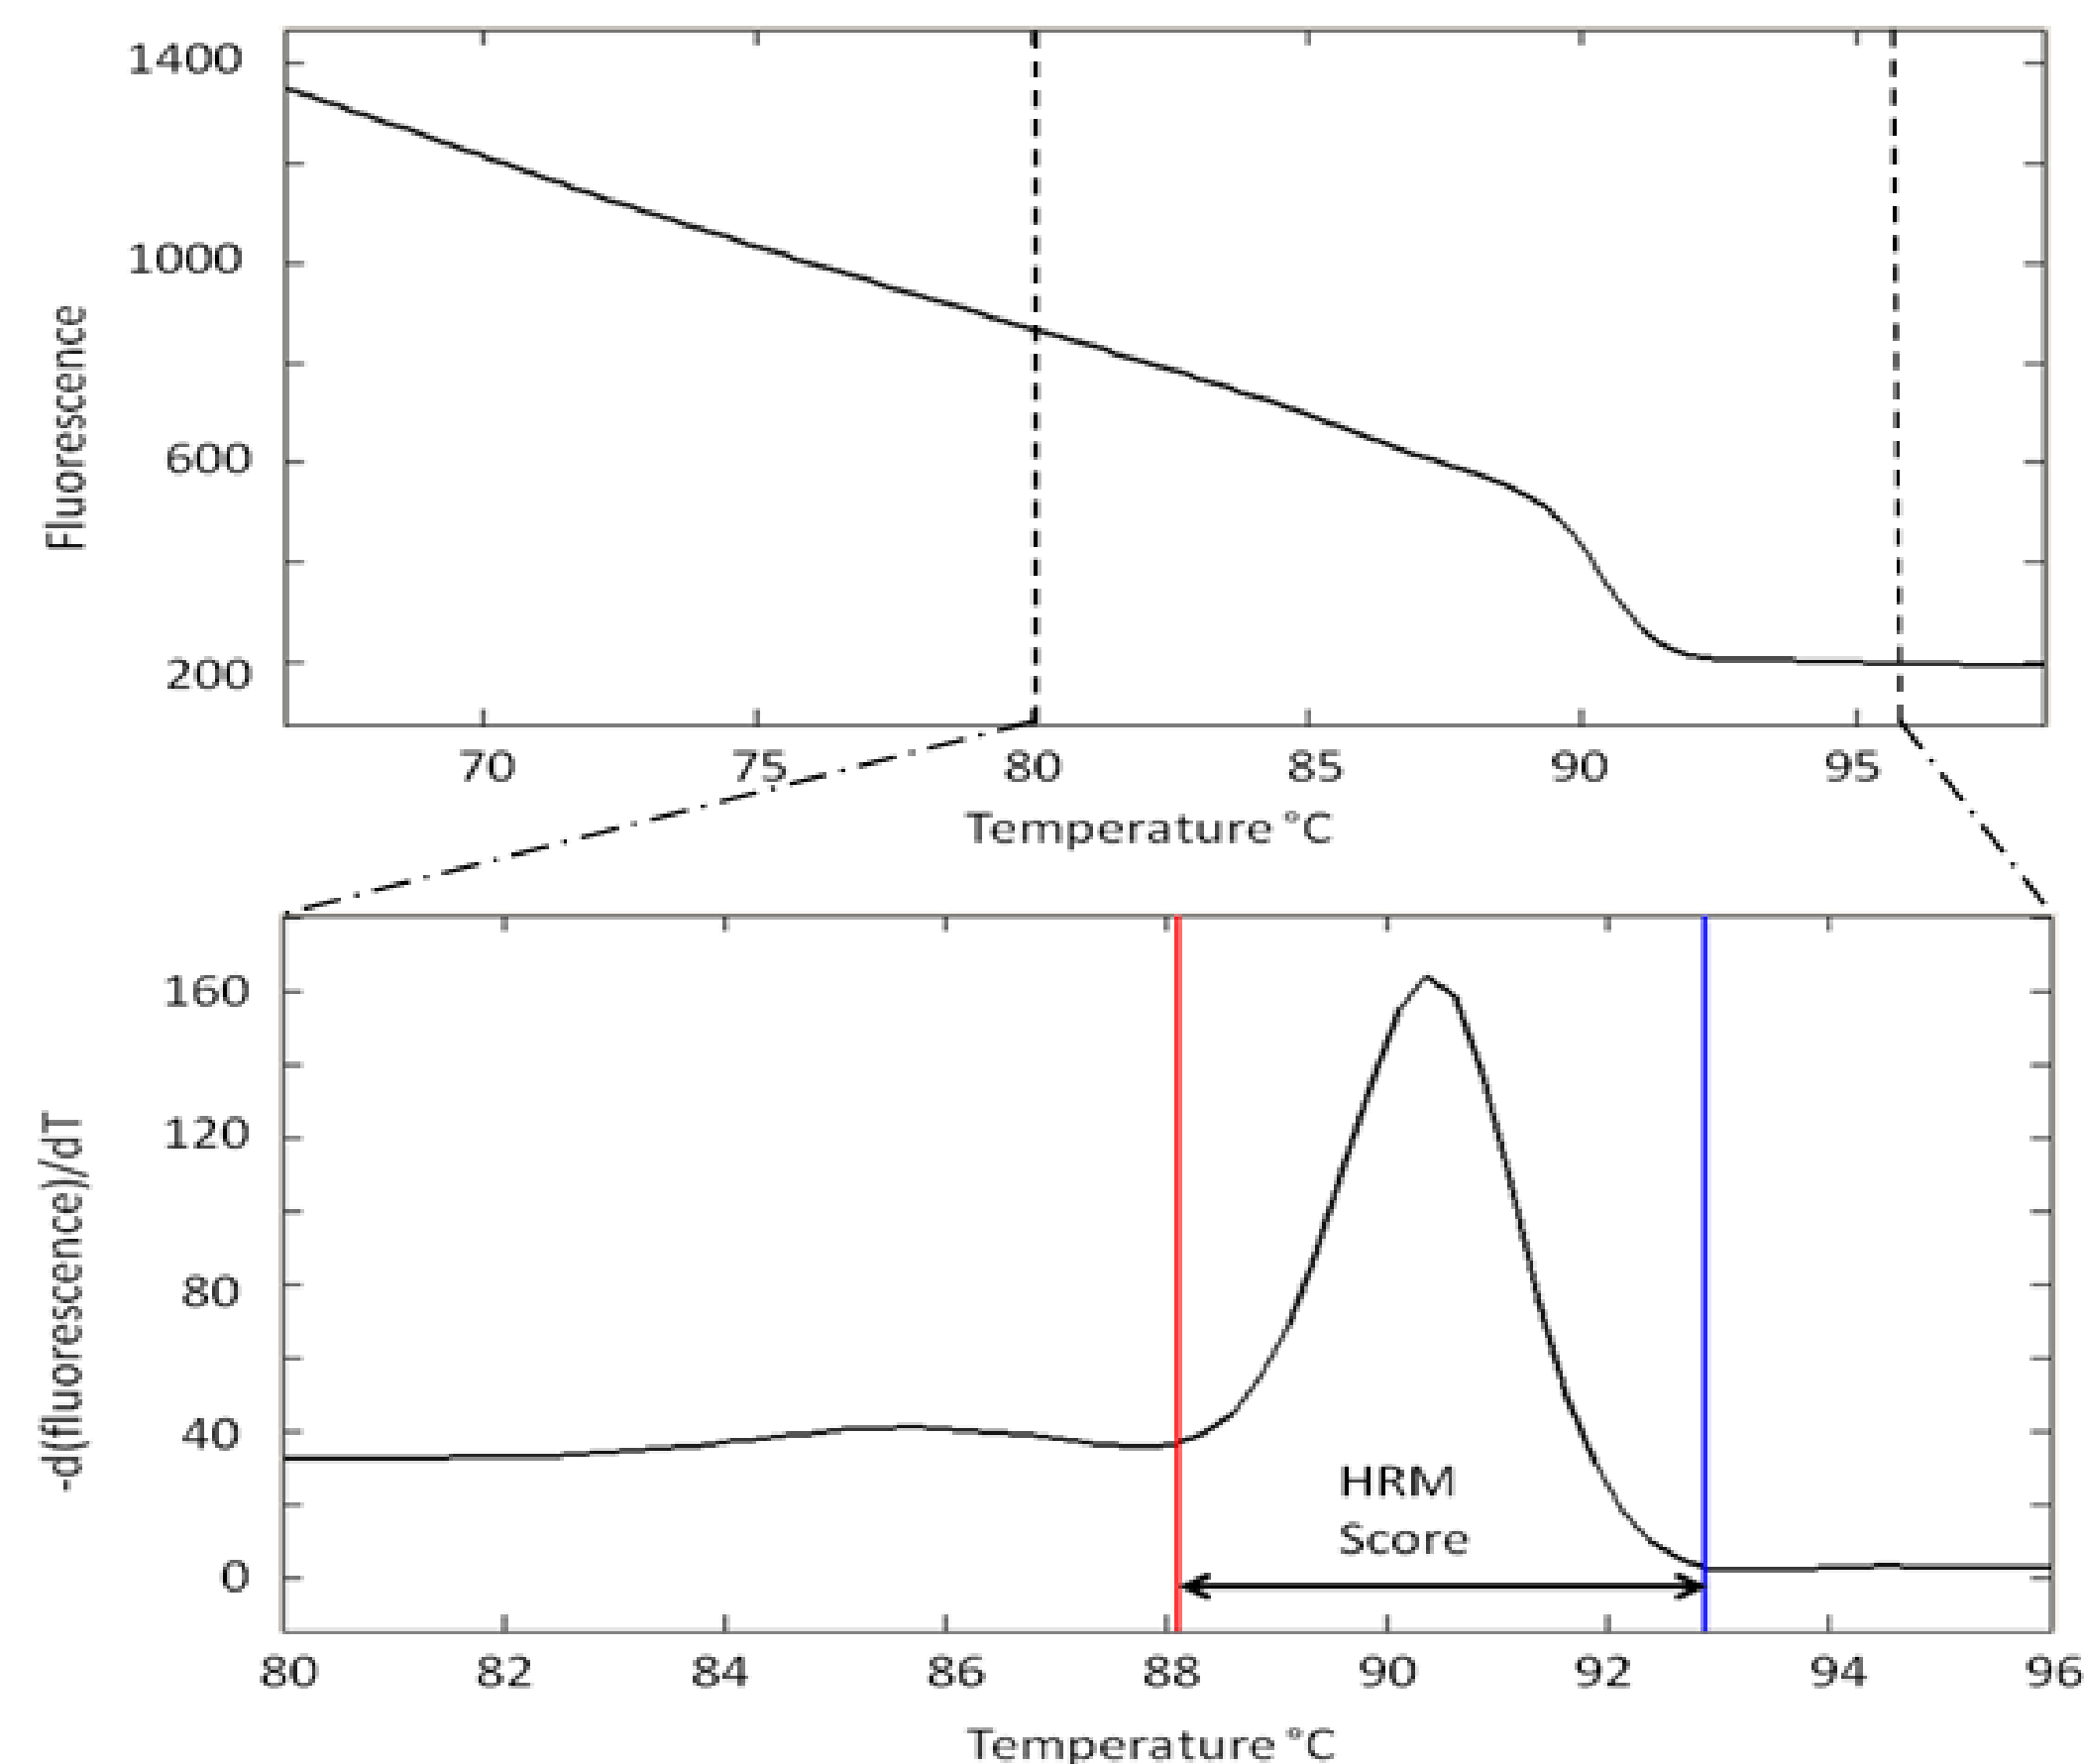 1400
1000
600
200
Fluorescence
70 75 80 85 90 95
Temperature °C
160
120
80
40
0
-d(fluorescence)/dT
HRM
Score
80 82 84 86 88 90 92 94 96
Temperature °C